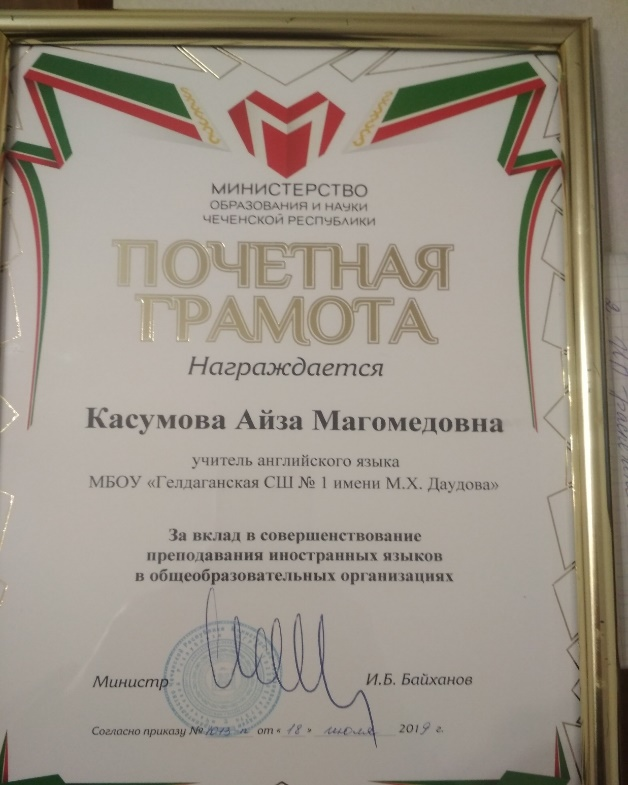 МИНИСТЕРСТВО
ОБРАЗОВАНИЯ И НАУКИ
ЧЕЧЕНСКОЙ РЕСПУБЛИКИ
ПОЧЕТНАЯ
ГРАМОТА
Награждается
Касумова Айза Магомедовна
учитель английского языка
МБОУ «Гелдаганская СШ № 1 имени М.Х. Даудова»
За вклад в совершенствование
преподавания иностранных языков
в общеобразовательных организациях
Министр И.Б. Байханов
Согласно приказу № от « 18 » июля 2019 г.